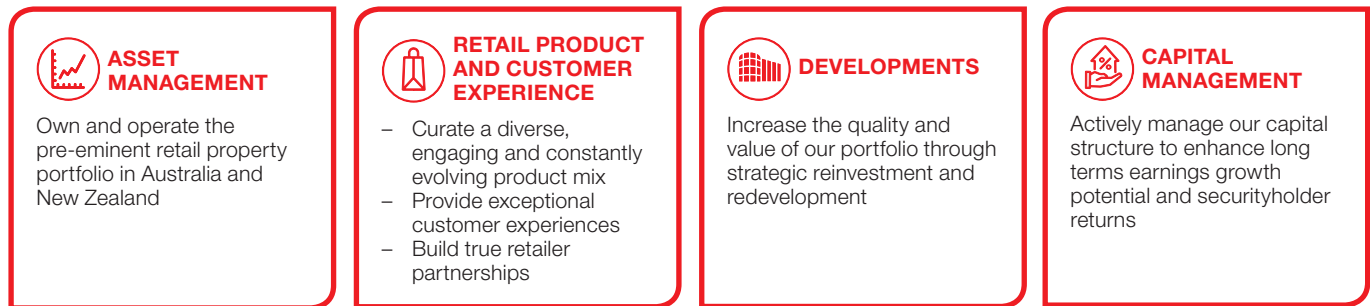 ASSET
MANAGEMENT
Own and operate the
pre-eminent retail property
portfolio in Australia and
New Zealand
RETAIL PRODUCT
AND CUSTOMER
EXPERIENCE
– Curate a diverse,
engaging and constantly
evolving product mix
– Provide exceptional
customer experiences
– Build true retailer
partnerships
DEVELOPMENTS
Increase the quality and
value of our portfolio through
strategic reinvestment and
redevelopment
%
CAPITAL
MANAGEMENT
Actively manage our capital
structure to enhance long
terms earnings growth
potential and securityholder
returns